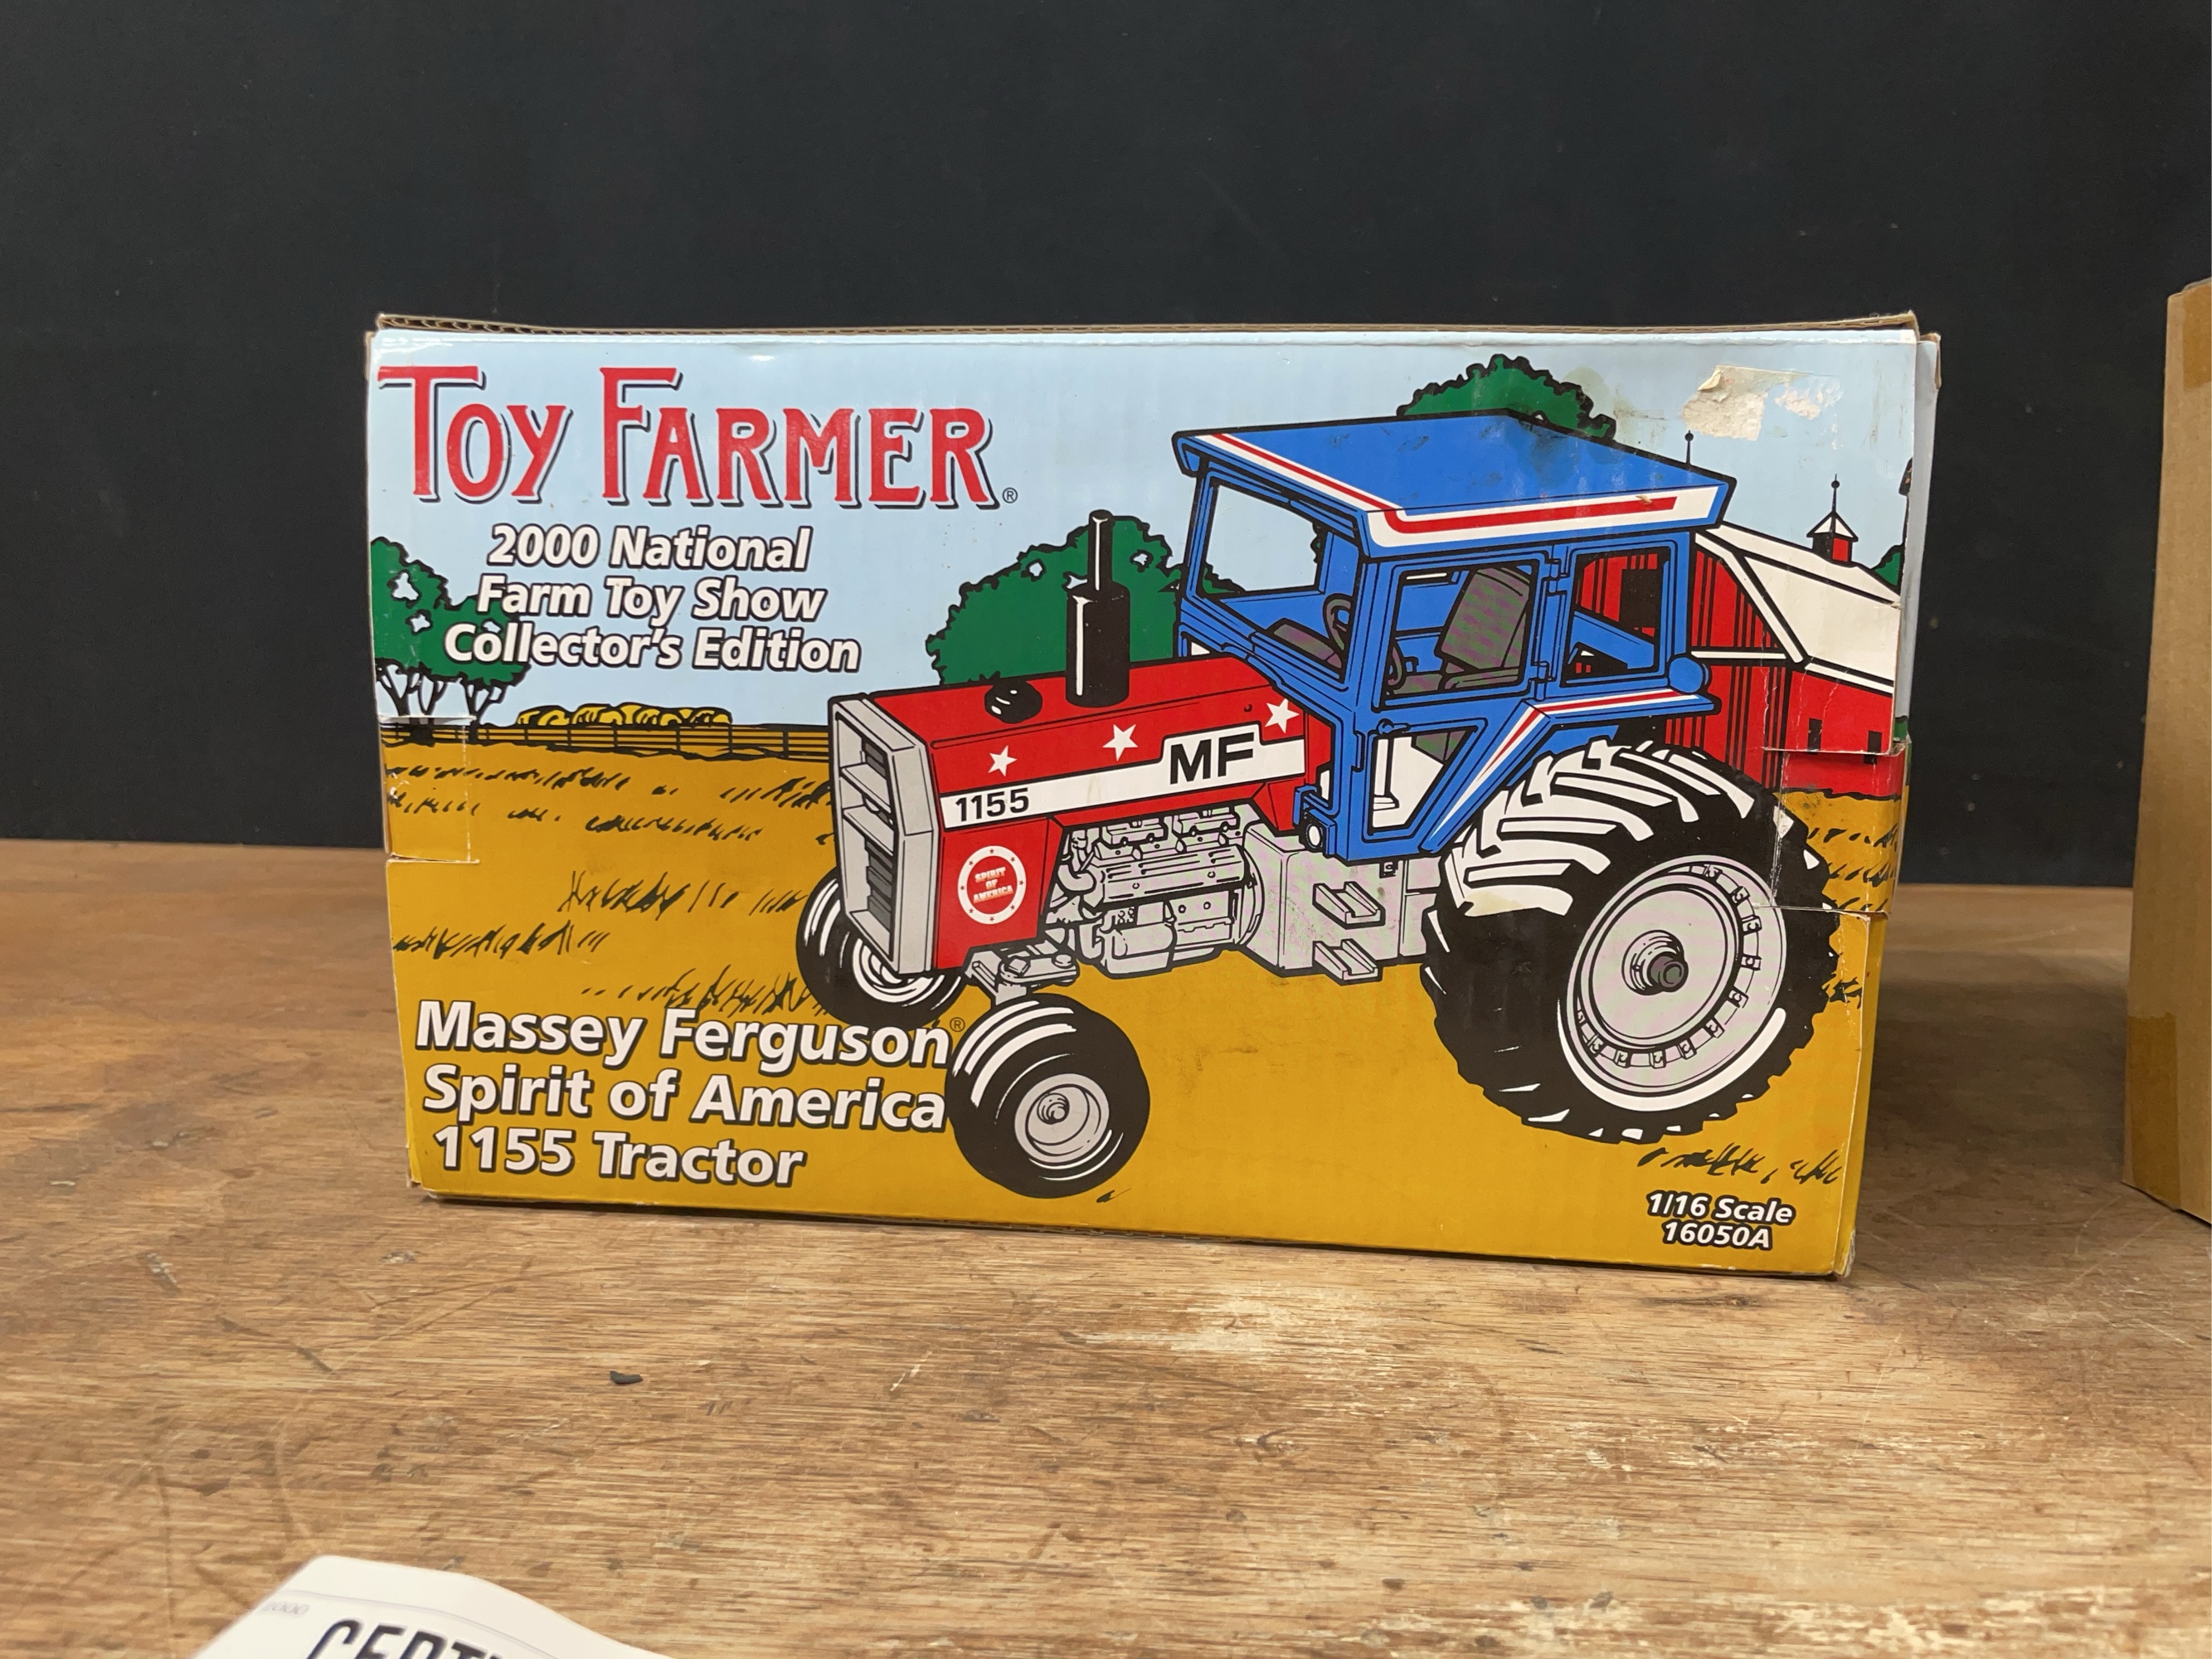 TOY FARMER®
2000 National
Farm Toy Show
Collector's Edition
MF
1155
SPIRIT
OF
AMERICA
Massey Ferguson®
Spirit of America
1155 Tractor
1/16 Scale
16050A